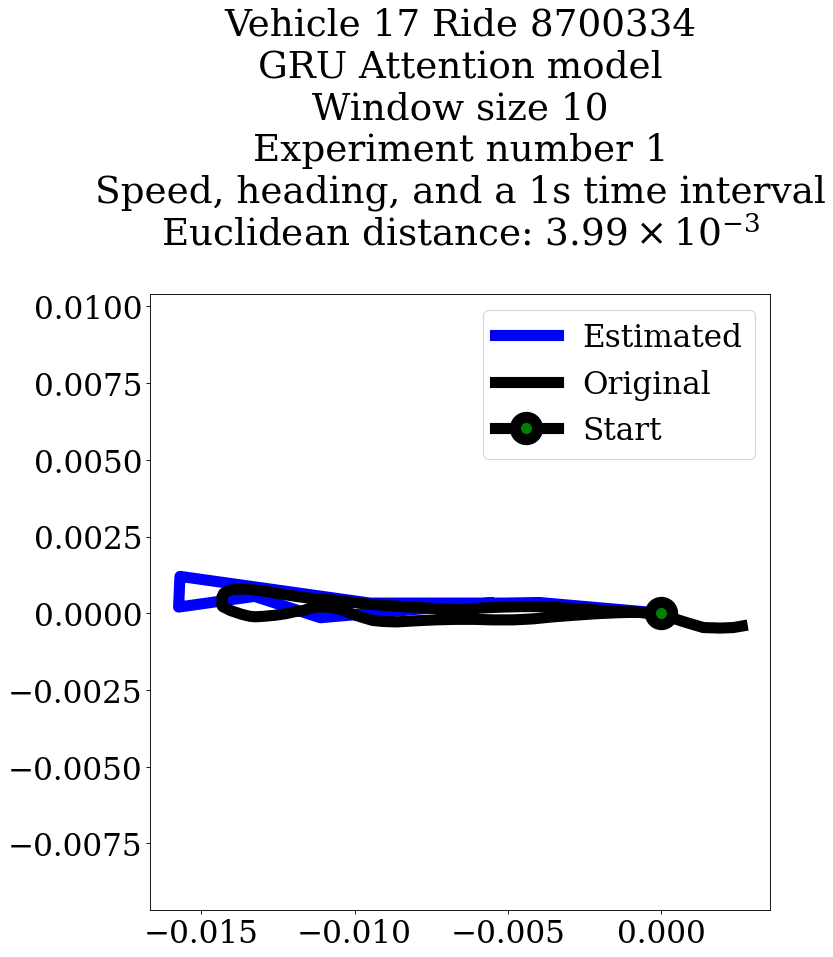 Vehicle 17 Ride 8700334
GRU Attention model
Window size 10
Experiment number 1
Speed, heading, and a 1s time interval
Euclidean distance: 3.99 × 10⁻³
0.0100
Estimated
0.0075
Original
0.0050
Start
0.0025
0.0000
−0.0025
−0.0050
−0.0075
−0.015 −0.010 −0.005 0.000